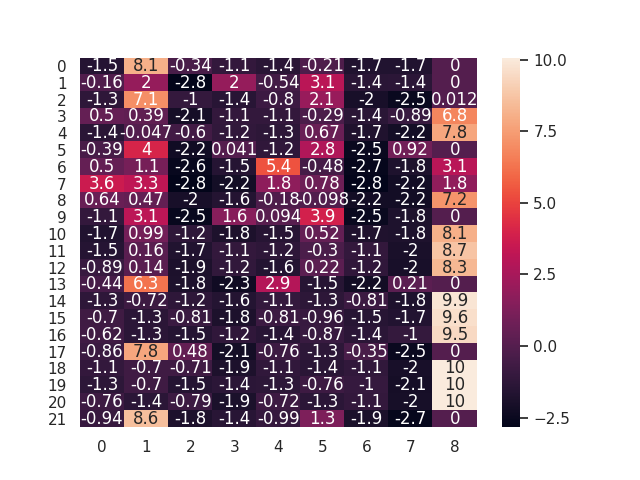 0 -1.5 8.1 -0.34 -1.1 -1.4 -0.21 -1.7 -1.7 0
1 -0.16 2 -2.8 2 -0.54 3.1 -1.4 -1.4 0
2 -1.3 7.1 -1 -1.4 -0.8 2.1 -2 -2.5 0.012
3 0.5 0.39 -2.1 -1.1 -1.1 -0.29 -1.4 -0.89 6.8
4 -1.4 -0.047 -0.6 -1.2 -1.3 0.67 -1.7 -2.2 7.8
5 -0.39 4 -2.2 0.041 -1.2 2.8 -2.5 0.92 0
6 0.5 1.1 -2.6 -1.5 5.4 -0.48 -2.7 -1.8 3.1
7 3.6 3.3 -2.8 -2.2 1.8 0.78 -2.8 -2.2 1.8
8 0.64 0.47 -2 -1.6 -0.18 -0.098 -2.2 -2.2 7.2
9 -1.1 3.1 -2.5 1.6 0.094 3.9 -2.5 -1.8 0
10 -1.7 0.99 -1.2 -1.8 -1.5 0.52 -1.7 -1.8 8.1
11 -1.5 0.16 -1.7 -1.1 -1.2 -0.3 -1.1 -2 8.7
12 -0.89 0.14 -1.9 -1.2 -1.6 0.22 -1.2 -2 8.3
13 -0.44 6.3 -1.8 -2.3 2.9 -1.5 -2.2 0.21 0
14 -1.3 -0.72 -1.2 -1.6 -1.1 -1.3 -0.81 -1.8 9.9
15 -0.7 -1.3 -0.81 -1.8 -0.81 -0.96 -1.5 -1.7 9.6
16 -0.62 -1.3 -1.5 -1.2 -1.4 -0.87 -1.4 -1 9.5
17 -0.86 7.8 0.48 -2.1 -0.76 -1.3 -0.35 -2.5 0
18 -1.1 -0.7 -0.71 -1.9 -1.1 -1.4 -1.1 -2 10
19 -1.3 -0.7 -1.5 -1.4 -1.3 -0.76 -1 -2.1 10
20 -0.76 -1.4 -0.79 -1.9 -0.72 -1.3 -1.1 -2 10
21 -0.94 8.6 -1.8 -1.4 -0.99 1.3 -1.9 -2.7 0
0 1 2 3 4 5 6 7 8
10.0
7.5
5.0
2.5
0.0
−2.5